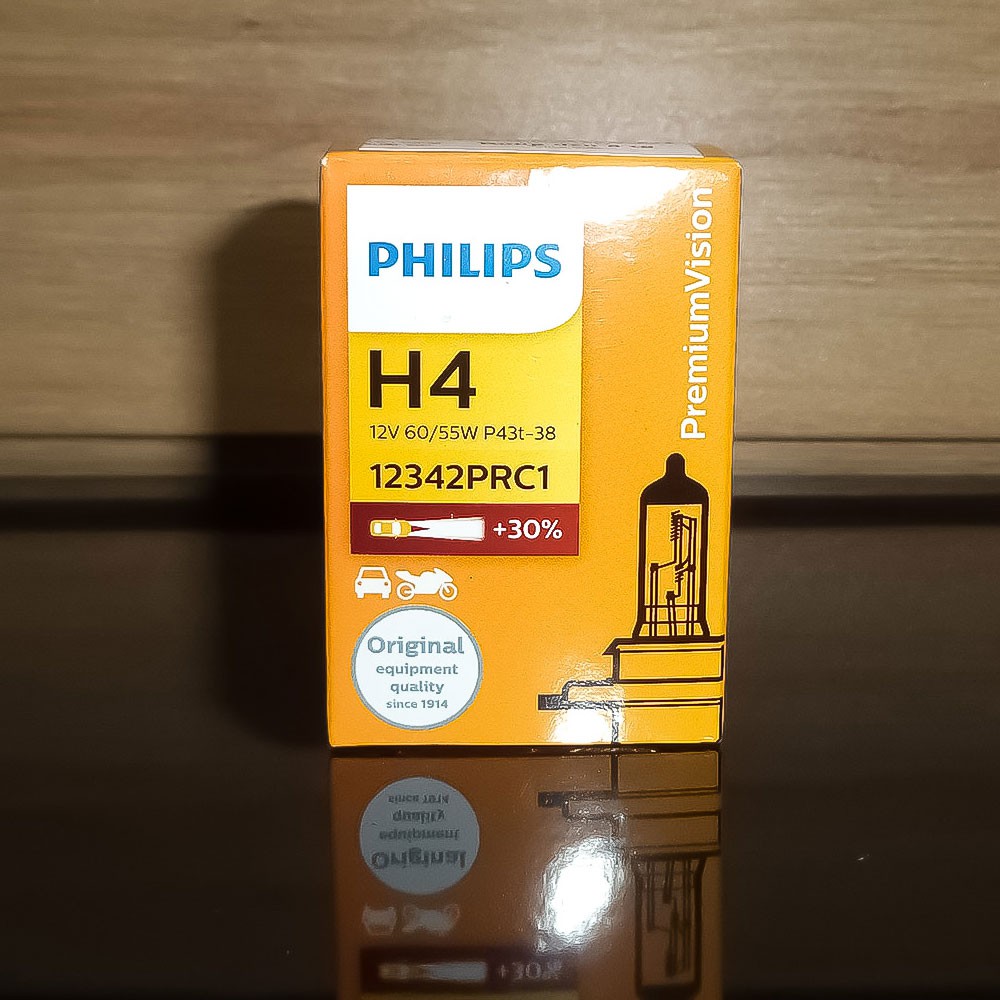 PHILIPS
H4
12V 60/55W P43t-38
12342PRC1
+30%
PremiumVision
Original
equipment
quality
since 1914